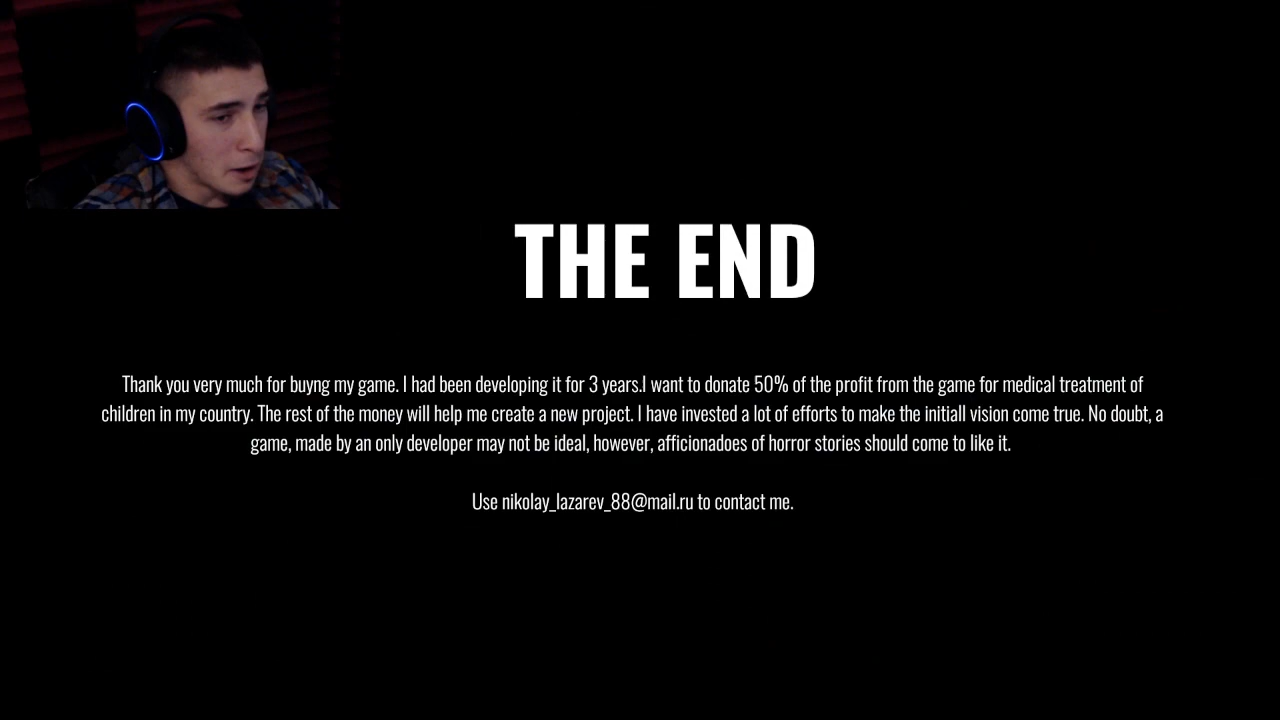 THE END
Thank you very much for buyng my game. I had been developing it for 3 years.I want to donate 50% of the profit from the game for medical treatment of
children in my country. The rest of the money will help me create a new project. I have invested a lot of efforts to make the initiall vision come true. No doubt, a
game, made by an only developer may not be ideal, however, afficionadoes of horror stories should come to like it.
Use nikolay_lazarev_88@mail.ru to contact me.